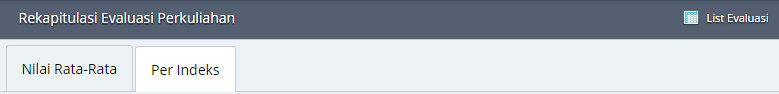 Rekapitulasi Evaluasi Perkuliahan List Evaluasi
Nilai Rata-Rata Per Indeks